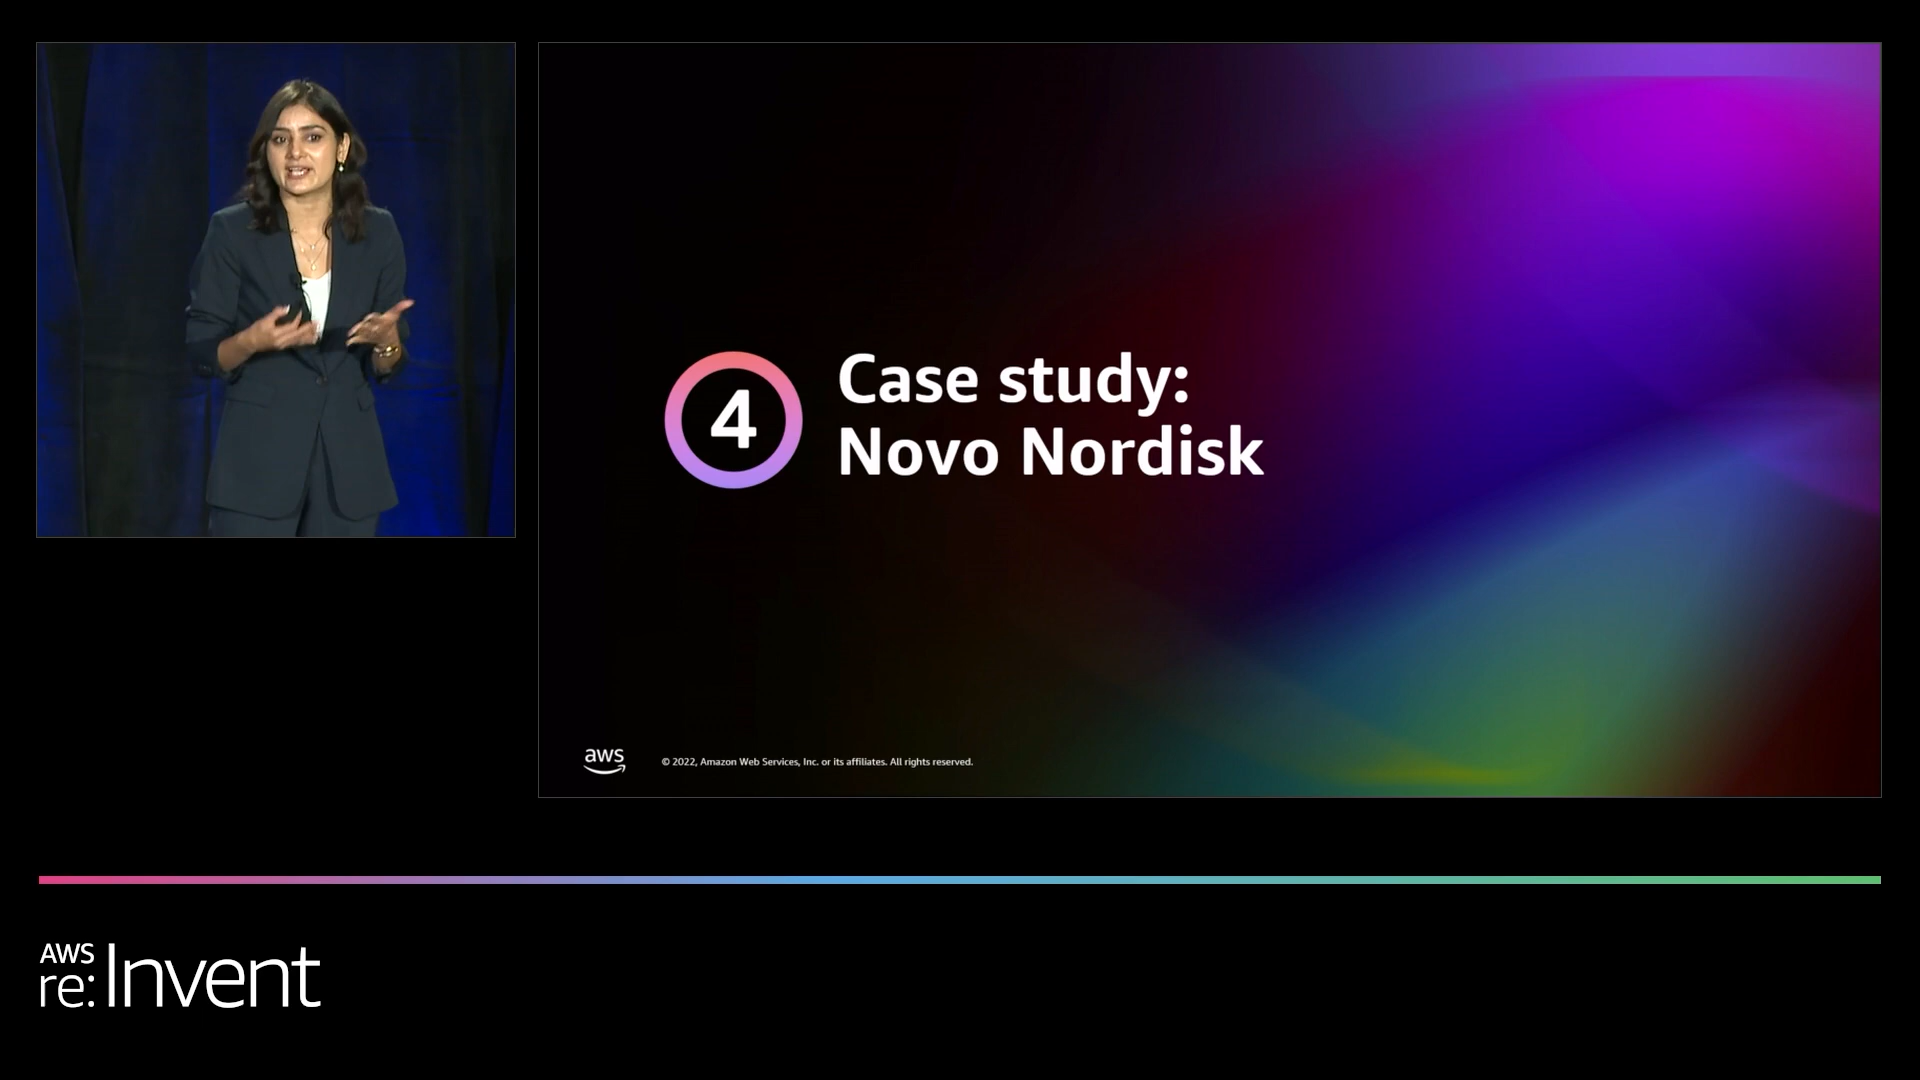 4
Case study:
Novo Nordisk
aws
© 2022, Amazon Web Services, Inc. or its affiliates. All rights reserved.
AWS
re:Invent